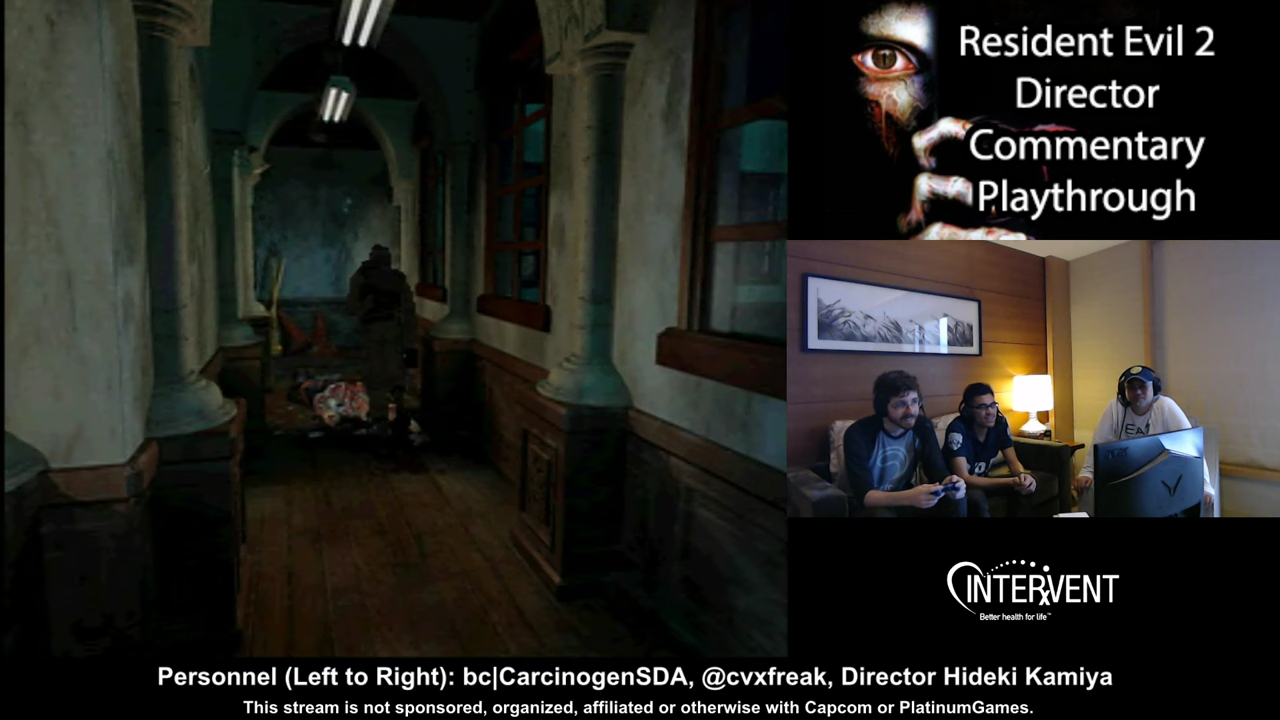 Resident Evil 2
Director
Commentary
Playthrough
INTERVENT
Better health for life™
Personnel (Left to Right): bc|CarcinogenSDA, @cvxfreak, Director Hideki Kamiya
This stream is not sponsored, organized, affiliated or otherwise with Capcom or PlatinumGames.